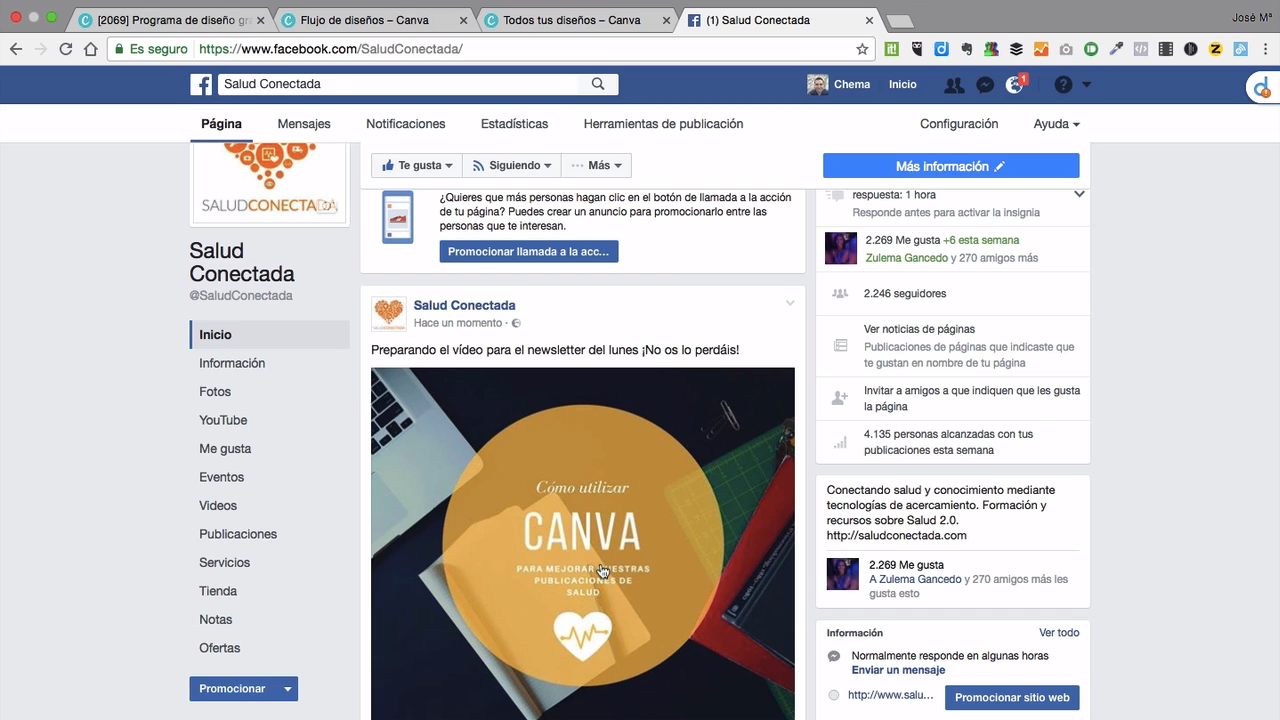 [2069] Programa de diseño gr
Flujo de diseños – Canva
Todos tus diseños – Canva
(1) Salud Conectada
José Mª
Es seguro
https://www.facebook.com/SaludConectada/
Salud Conectada
Chema
Inicio
1
Página
Mensajes
Notificaciones
Estadísticas
Herramientas de publicación
Configuración
Ayuda
SALUDCONECTADA
Te gusta
Siguiendo
Más
Más información
Salud
Conectada
@SaludConectada
Inicio
Información
Fotos
YouTube
Me gusta
Eventos
Videos
Publicaciones
Servicios
Tienda
Notas
Ofertas
Promocionar
¿Quieres que más personas hagan clic en el botón de llamada a la acción
de tu página? Puedes crear un anuncio para promocionarlo entre las
personas que te interesan.
Promocionar llamada a la acc...
Salud Conectada
Hace un momento ·
Preparando el vídeo para el newsletter del lunes ¡No os lo perdáis!
Cómo utilizar
CANVA
PARA MEJORAR NUESTRAS
PUBLICACIONES DE
SALUD
respuesta: 1 hora
Responde antes para activar la insignia
2.269 Me gusta +6 esta semana
Zulema Gancedo y 270 amigos más
2.246 seguidores
Ver noticias de páginas
Publicaciones de páginas que indicaste que
te gustan en nombre de tu página
Invitar a amigos a que indiquen que les gusta
la página
4.135 personas alcanzadas con tus
publicaciones esta semana
Conectando salud y conocimiento mediante
tecnologías de acercamiento. Formación y
recursos sobre Salud 2.0.
http://saludconectada.com
2.269 Me gusta
A Zulema Gancedo y 270 amigos más les
gusta esto
Información
Ver todo
Normalmente responde en algunas horas
Enviar un mensaje
http://www.salu...
Promocionar sitio web